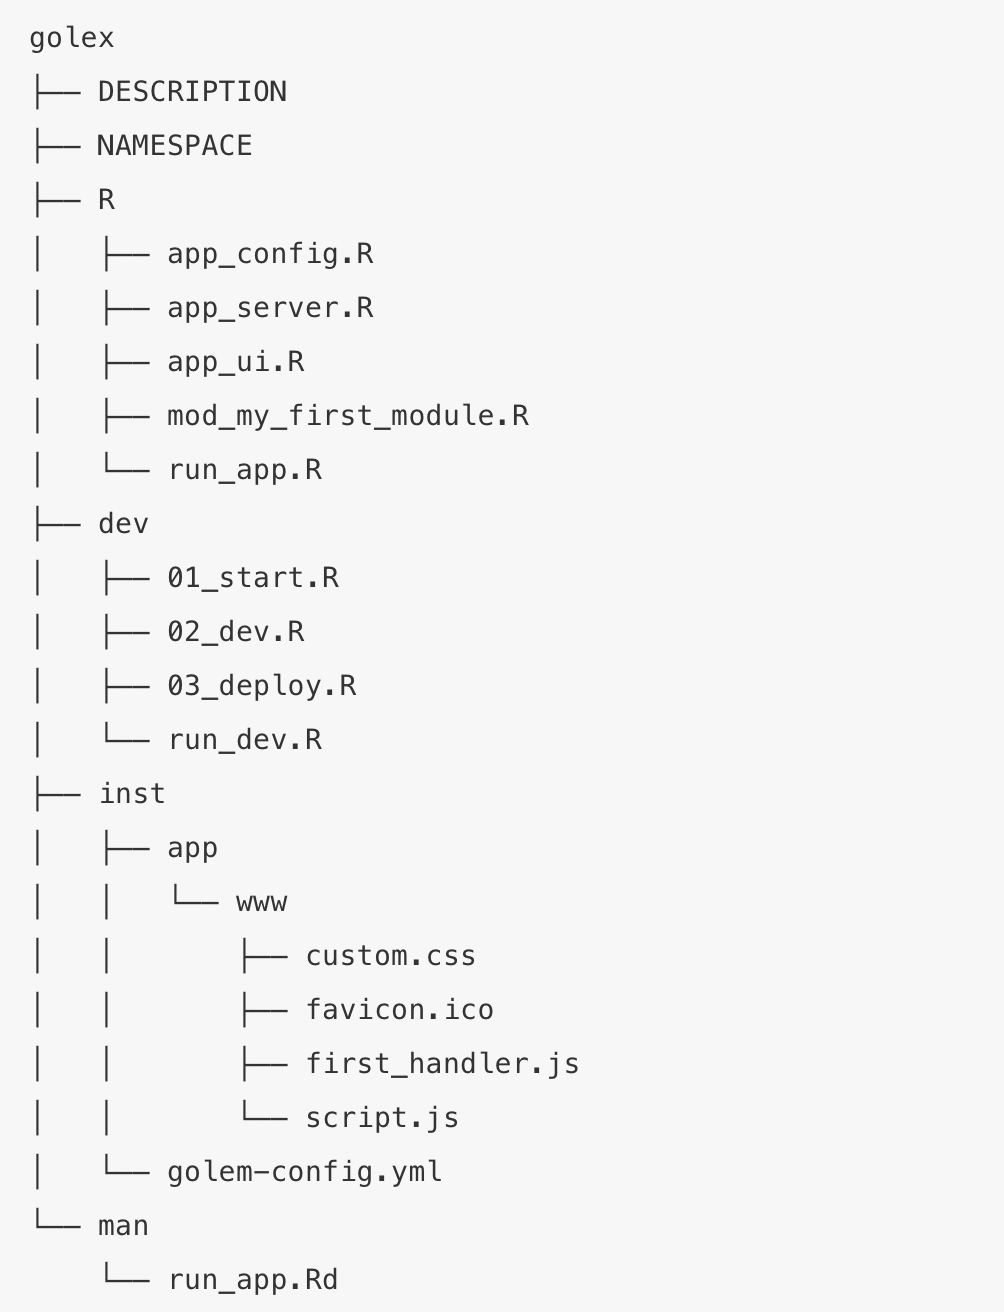 golex
├── DESCRIPTION
├── NAMESPACE
├── R
│   ├── app_config.R
│   ├── app_server.R
│   ├── app_ui.R
│   ├── mod_my_first_module.R
│   └── run_app.R
├── dev
│   ├── 01_start.R
│   ├── 02_dev.R
│   ├── 03_deploy.R
│   └── run_dev.R
├── inst
│   ├── app
│   │   └── www
│   │       ├── custom.css
│   │       ├── favicon.ico
│   │       ├── first_handler.js
│   │       └── script.js
│   └── golem-config.yml
└── man
    └── run_app.Rd